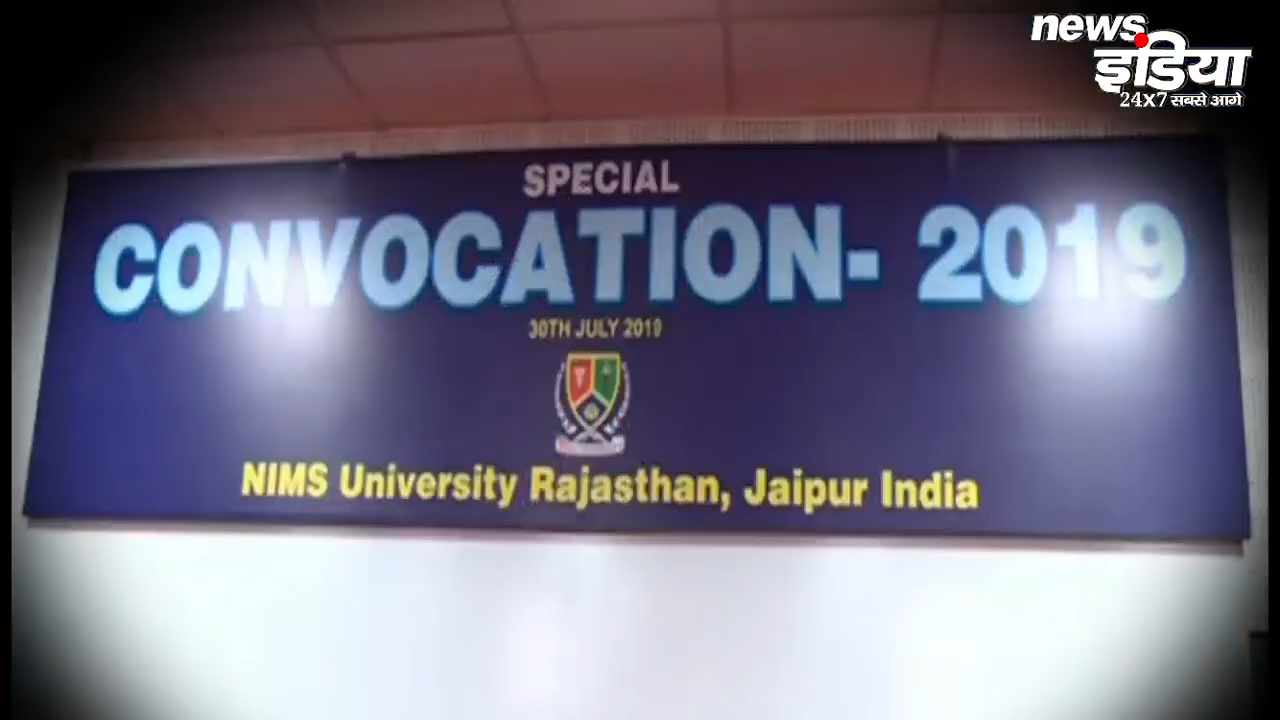 news
इंडिया
24x7 सबसे आगे
SPECIAL
CONVOCATION- 2019
30TH JULY 2019
NIMS University Rajasthan, Jaipur India